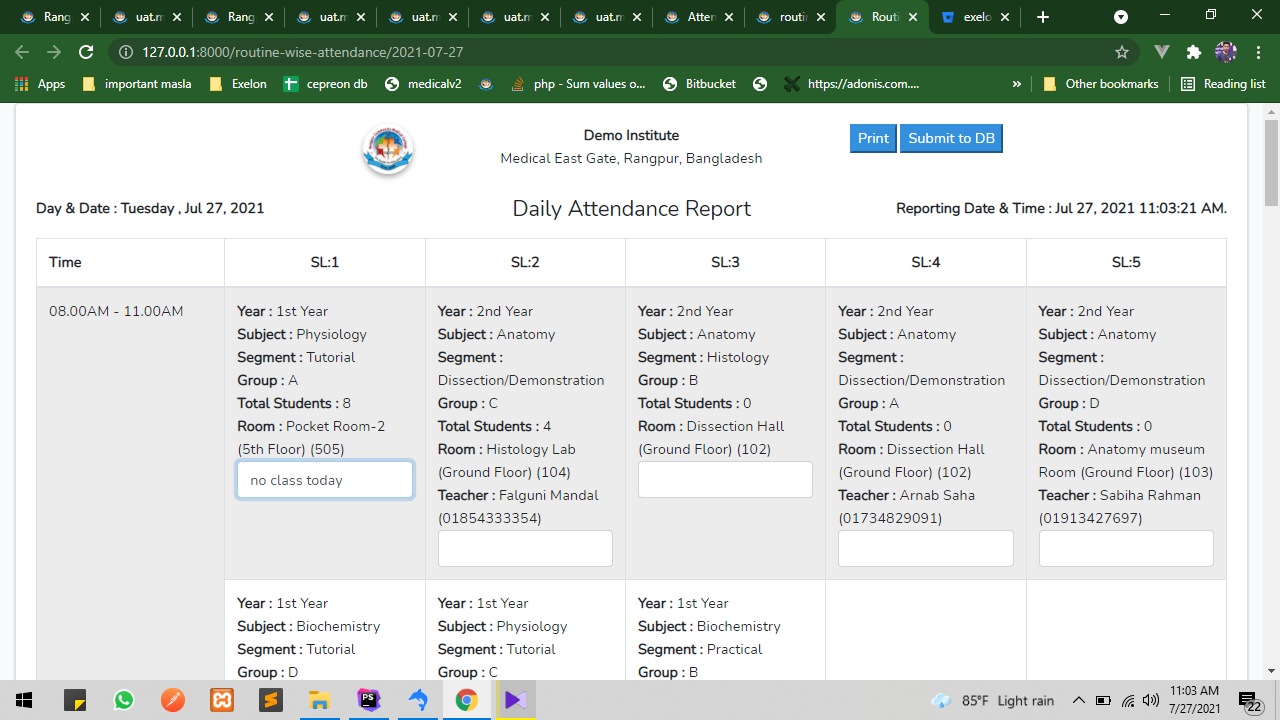 Rang
uat.m
Rang
uat.m
uat.m
uat.m
uat.m
Atten
routin
Routi
exelo
127.0.0.1:8000/routine-wise-attendance/2021-07-27
Apps
important masla
Exelon
cepreon db
medicalv2
php - Sum values o...
Bitbucket
https://adonis.com....
»
Other bookmarks
Reading list
Demo Institute
Medical East Gate, Rangpur, Bangladesh
Print
Submit to DB
Day & Date : Tuesday , Jul 27, 2021
Daily Attendance Report
Reporting Date & Time : Jul 27, 2021 11:03:21 AM.
Time
SL:1
SL:2
SL:3
SL:4
SL:5
08.00AM - 11.00AM
Year : 1st Year
Subject : Physiology
Segment : Tutorial
Group : A
Total Students : 8
Room : Pocket Room-2
(5th Floor) (505)
no class today
Year : 2nd Year
Subject : Anatomy
Segment :
Dissection/Demonstration
Group : C
Total Students : 4
Room : Histology Lab
(Ground Floor) (104)
Teacher : Falguni Mandal
(01854333354)
Year : 2nd Year
Subject : Anatomy
Segment : Histology
Group : B
Total Students : 0
Room : Dissection Hall
(Ground Floor) (102)
Year : 2nd Year
Subject : Anatomy
Segment :
Dissection/Demonstration
Group : A
Total Students : 0
Room : Dissection Hall
(Ground Floor) (102)
Teacher : Arnab Saha
(01734829091)
Year : 2nd Year
Subject : Anatomy
Segment :
Dissection/Demonstration
Group : D
Total Students : 0
Room : Anatomy museum
Room (Ground Floor) (103)
Teacher : Sabiha Rahman
(01913427697)
Year : 1st Year
Subject : Biochemistry
Segment : Tutorial
Group : D
Year : 1st Year
Subject : Physiology
Segment : Tutorial
Group : C
Year : 1st Year
Subject : Biochemistry
Segment : Practical
Group : B
PS
85°F Light rain
11:03 AM
7/27/2021
22